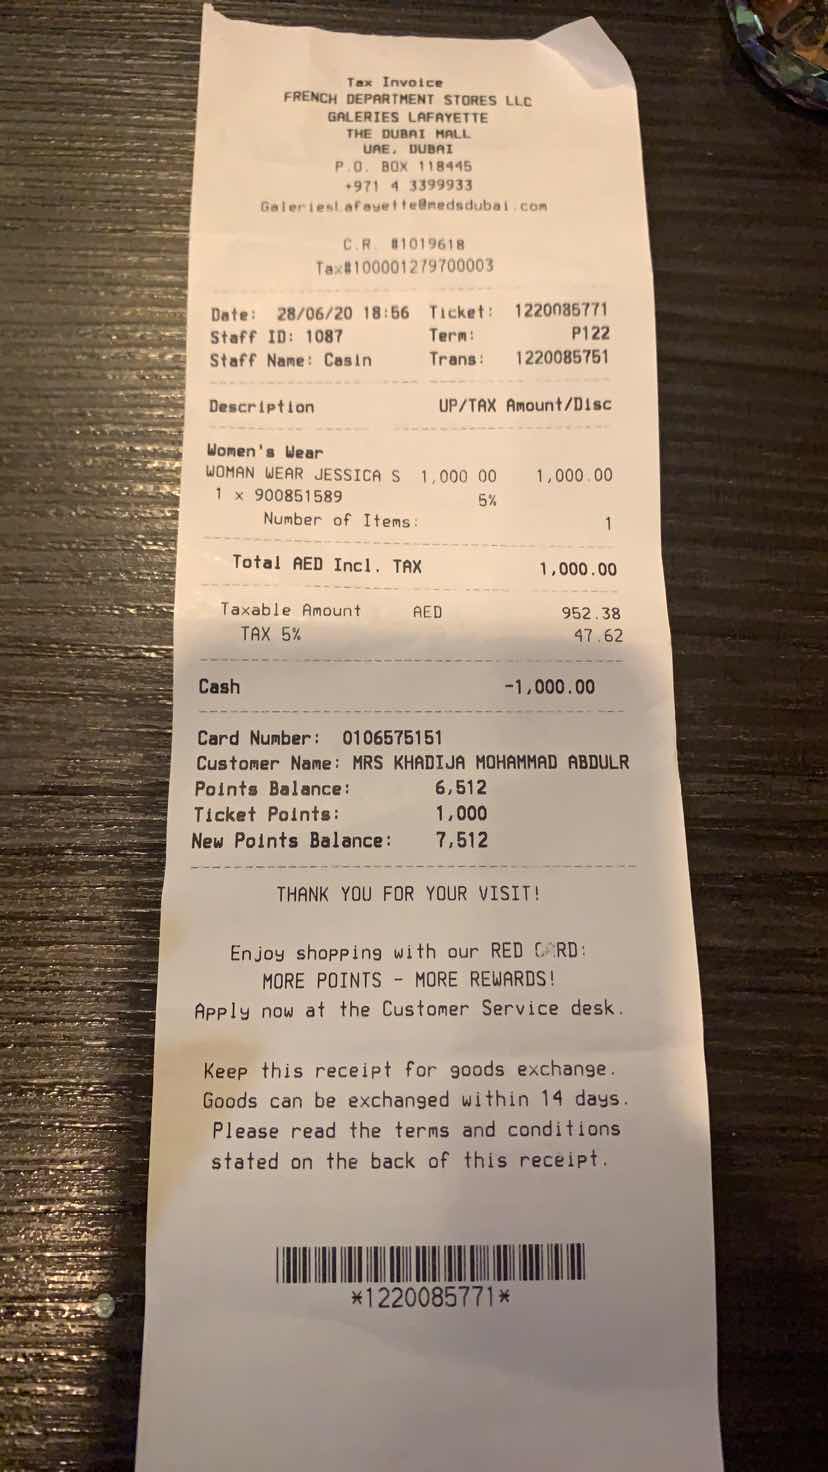 Tax Invoice
FRENCH DEPARTMENT STORES LLC
GALERIES LAFAYETTE
THE DUBAI MALL
UAE, DUBAI
P.O. BOX 118445
+971 4 3399933
GaleriesLafayette@medsdubai.com
C.R. #1019618
Tax#100001279700003
Date: 28/06/20 18:56 Ticket: 1220085771
Staff ID: 1087 Term: P122
Staff Name: Casin Trans: 1220085751
Description UP/TAX Amount/Disc
Women's Wear
WOMAN WEAR JESSICA S 1,000 00 1,000.00
1 x 900851589 5%
Number of Items: 1
Total AED Incl. TAX 1,000.00
Taxable Amount AED 952.38
TAX 5% 47.62
Cash -1,000.00
Card Number: 0106575151
Customer Name: MRS KHADIJA MOHAMMAD ABDULR
Points Balance: 6,512
Ticket Points: 1,000
New Points Balance: 7,512
THANK YOU FOR YOUR VISIT!
Enjoy shopping with our RED CARD:
MORE POINTS - MORE REWARDS!
Apply now at the Customer Service desk.
Keep this receipt for goods exchange.
Goods can be exchanged within 14 days.
Please read the terms and conditions
stated on the back of this receipt.
*1220085771*